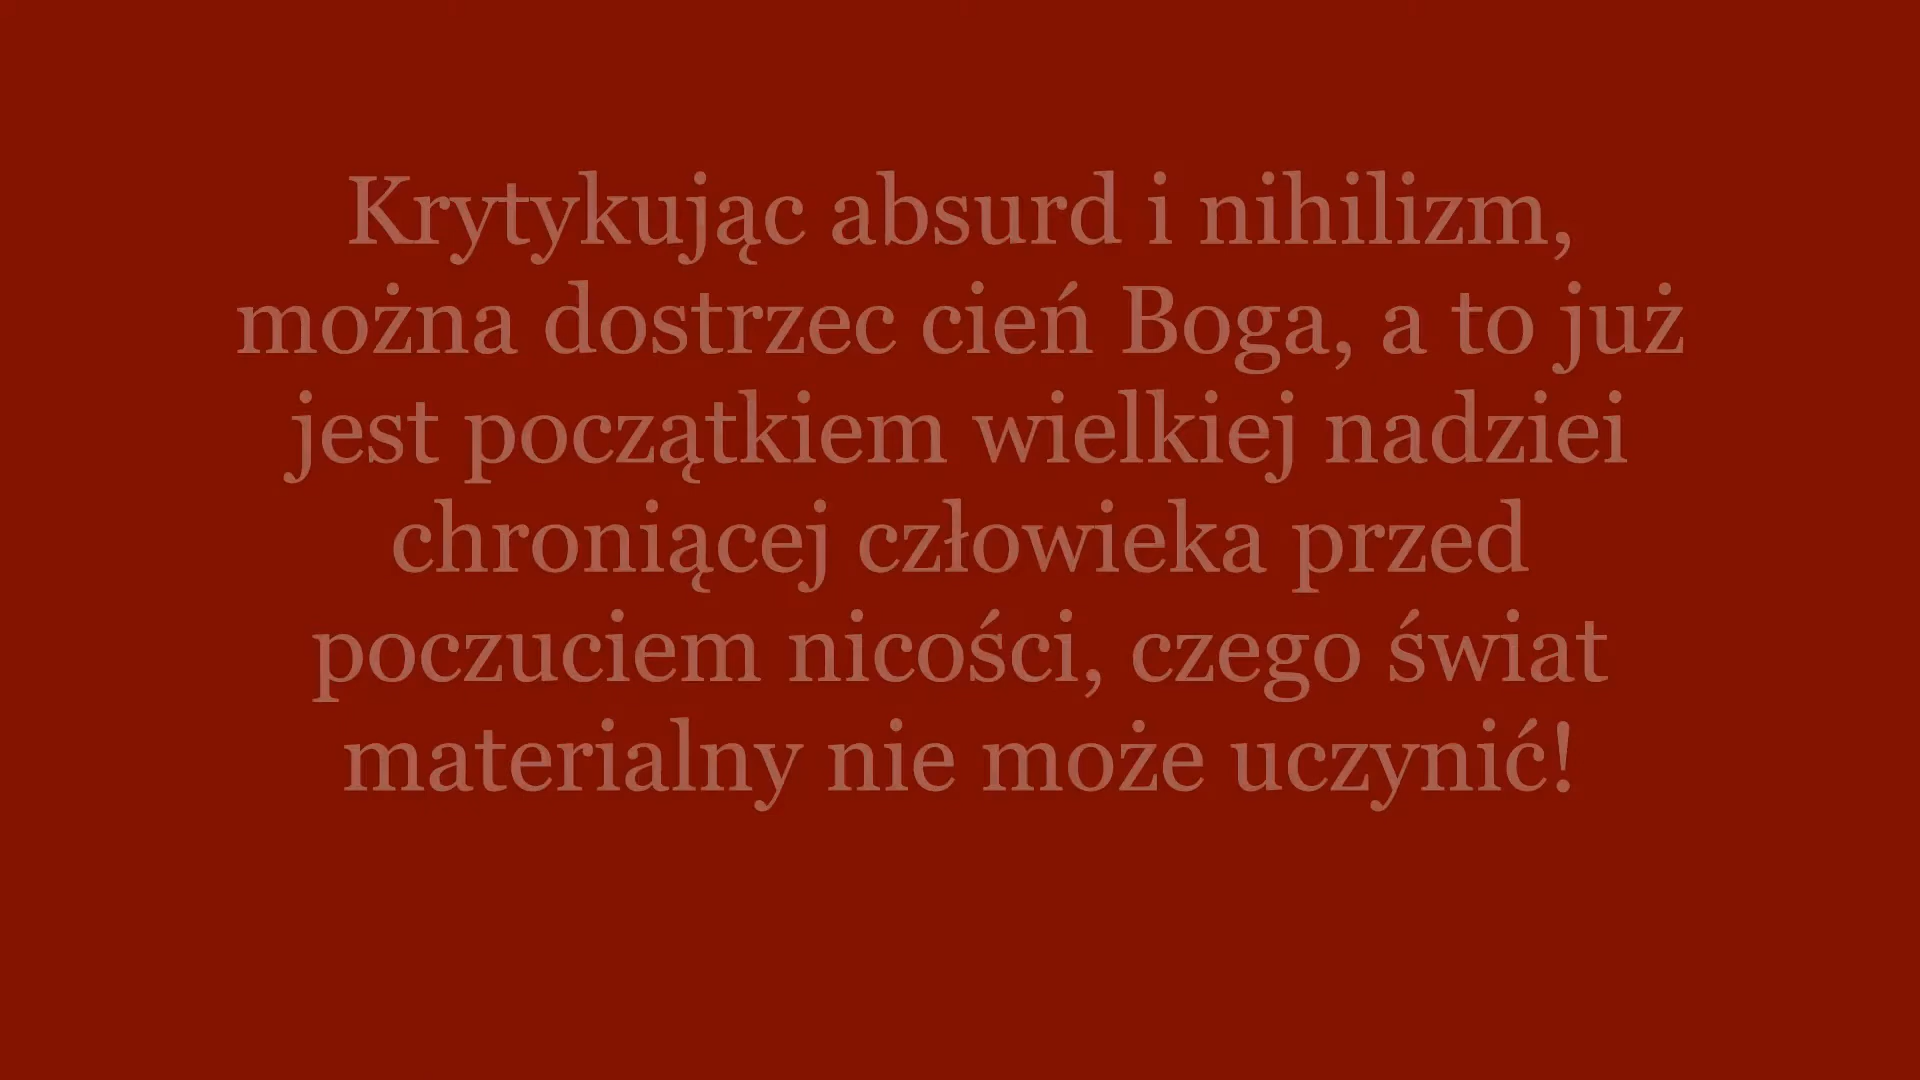 Krytykując absurd i nihilizm,
można dostrzec cień Boga, a to już
jest początkiem wielkiej nadziei
chroniącej człowieka przed
poczuciem nicości, czego świat
materialny nie może uczynić!